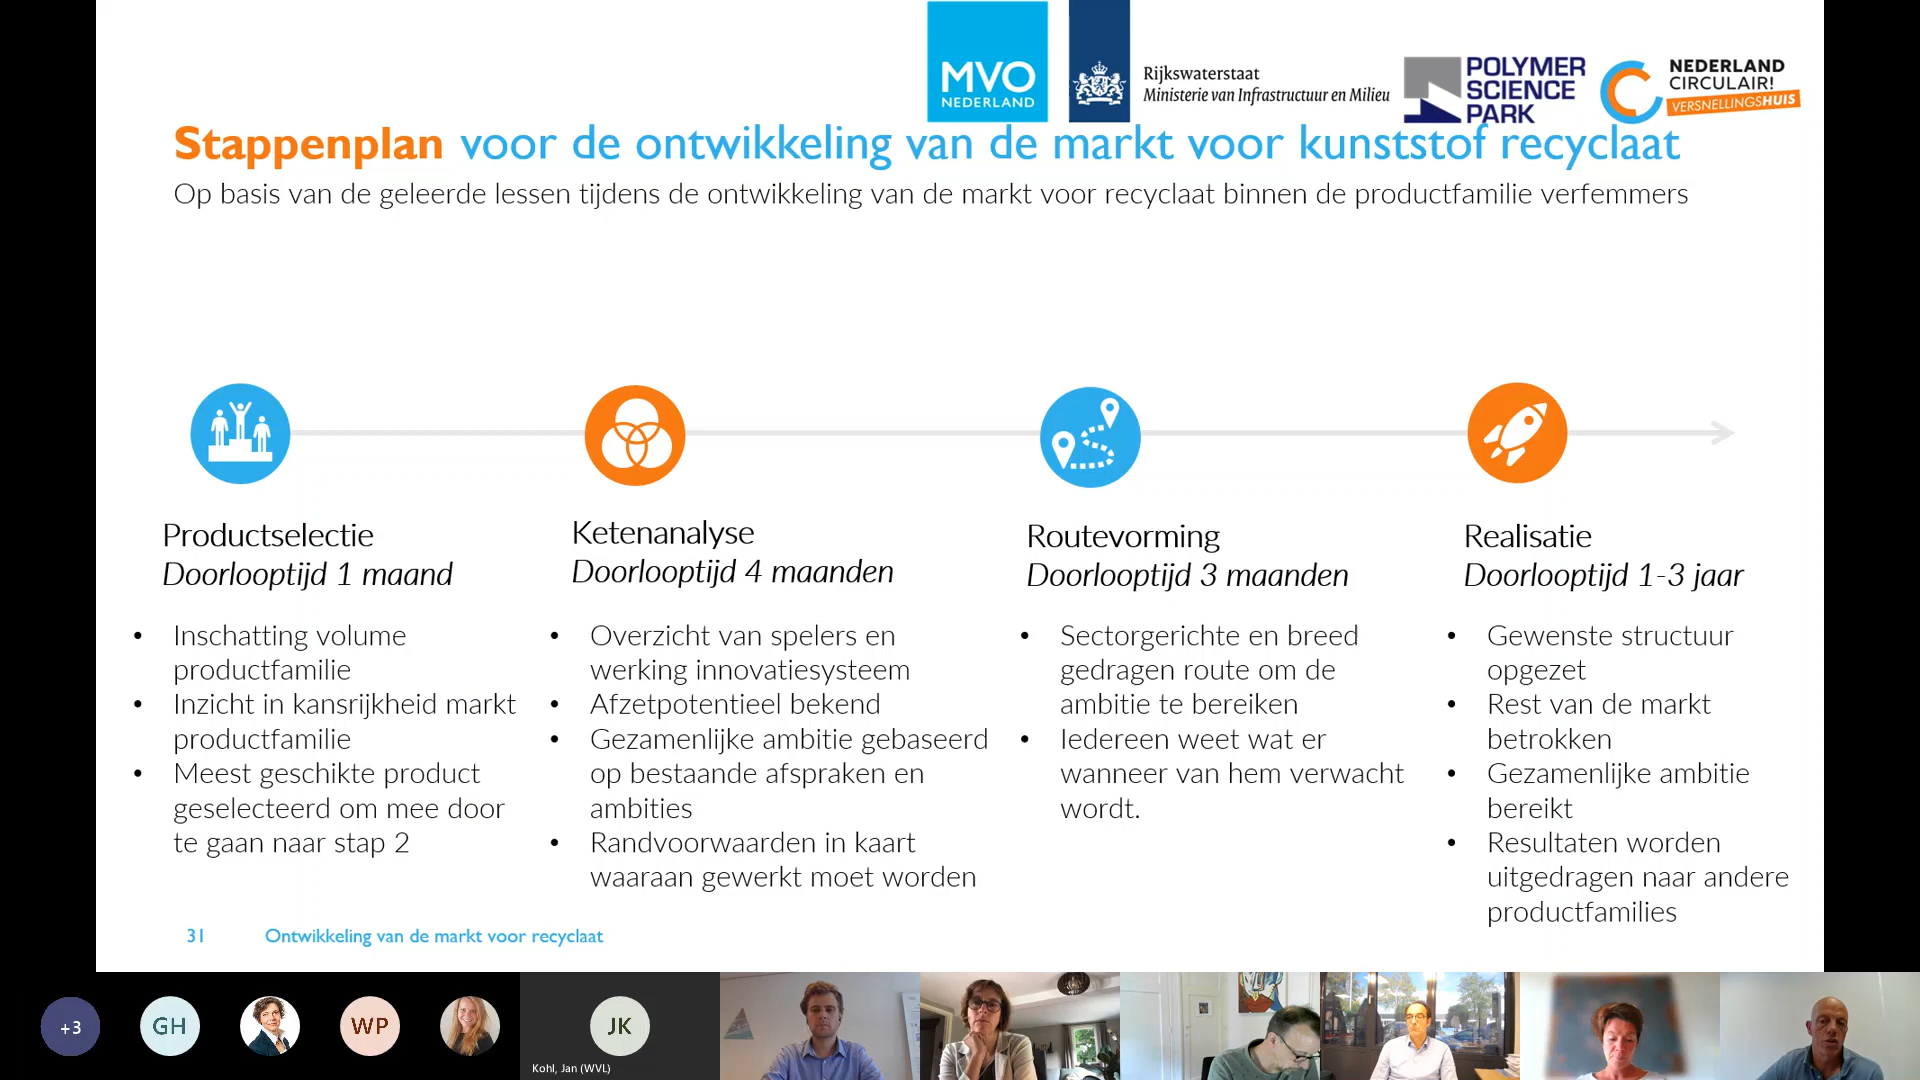 MVO
NEDERLAND
Rijkswaterstaat
Ministerie van Infrastructuur en Milieu
POLYMER
SCIENCE
PARK
NEDERLAND
CIRCULAIR!
VERSNELLINGSHUIS
Stappenplan voor de ontwikkeling van de markt voor kunststof recyclaat
Op basis van de geleerde lessen tijdens de ontwikkeling van de markt voor recyclaat binnen de productfamilie verfemmers
Productselectie
Doorlooptijd 1 maand
• Inschatting volume
productfamilie
• Inzicht in kansrijkheid markt
productfamilie
• Meest geschikte product
geselecteerd om mee door
te gaan naar stap 2
Ketenanalyse
Doorlooptijd 4 maanden
• Overzicht van spelers en
werking innovatiesysteem
• Afzetpotentieel bekend
• Gezamenlijke ambitie gebaseerd
op bestaande afspraken en
ambities
• Randvoorwaarden in kaart
waaraan gewerkt moet worden
Routevorming
Doorlooptijd 3 maanden
• Sectorgerichte en breed
gedragen route om de
ambitie te bereiken
• Iedereen weet wat er
wanneer van hem verwacht
wordt.
Realisatie
Doorlooptijd 1-3 jaar
• Gewenste structuur
opgezet
• Rest van de markt
betrokken
• Gezamenlijke ambitie
bereikt
• Resultaten worden
uitgedragen naar andere
productfamilies
31 Ontwikkeling van de markt voor recyclaat
+3
GH
WP
JK
Kohl, Jan (WVL)